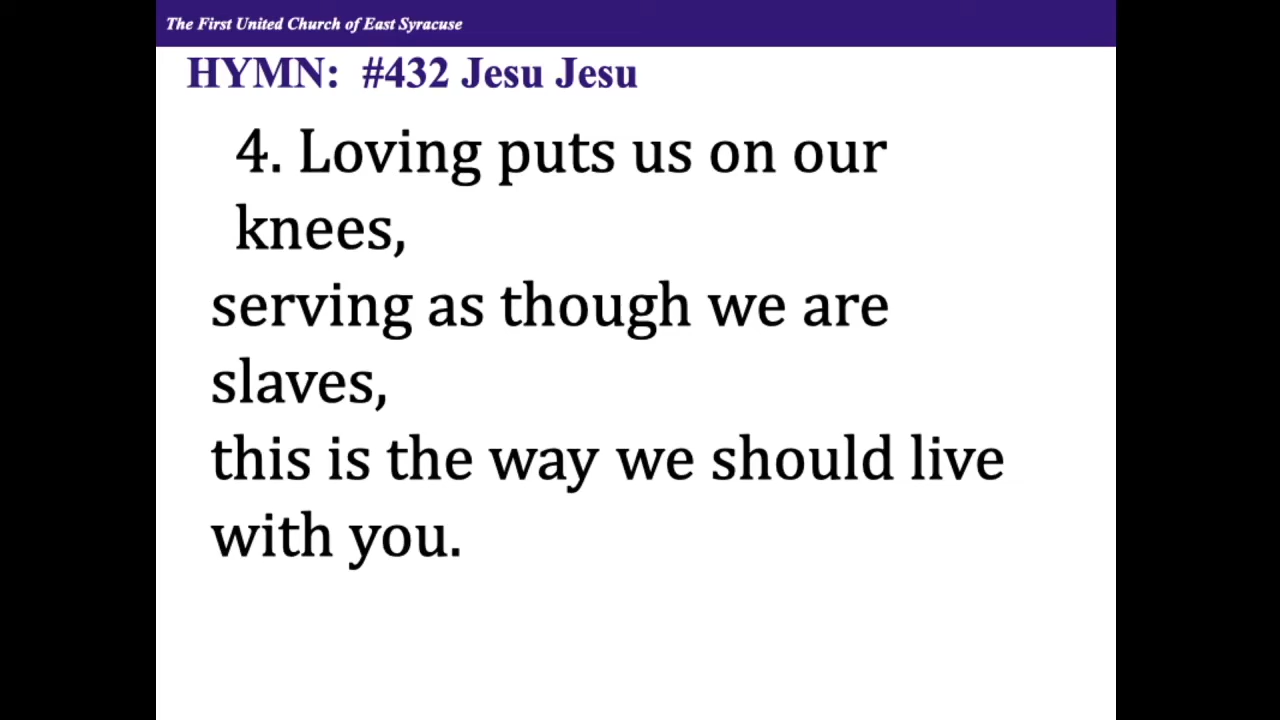 The First United Church of East Syracuse
HYMN: #432 Jesu Jesu
4. Loving puts us on our
knees,
serving as though we are
slaves,
this is the way we should live
with you.